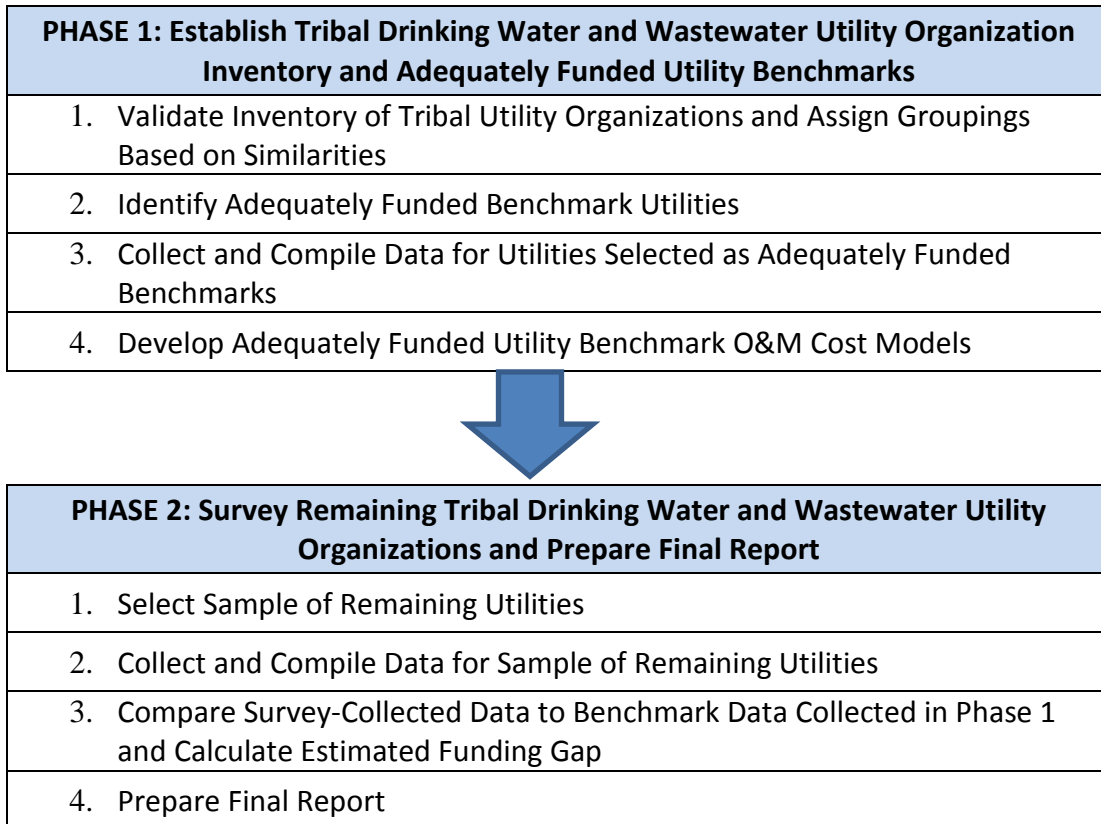 PHASE 1: Establish Tribal Drinking Water and Wastewater Utility Organization
Inventory and Adequately Funded Utility Benchmarks
1. Validate Inventory of Tribal Utility Organizations and Assign Groupings
Based on Similarities
2. Identify Adequately Funded Benchmark Utilities
3. Collect and Compile Data for Utilities Selected as Adequately Funded
Benchmarks
4. Develop Adequately Funded Utility Benchmark O&M Cost Models
PHASE 2: Survey Remaining Tribal Drinking Water and Wastewater Utility
Organizations and Prepare Final Report
1. Select Sample of Remaining Utilities
2. Collect and Compile Data for Sample of Remaining Utilities
3. Compare Survey-Collected Data to Benchmark Data Collected in Phase 1
and Calculate Estimated Funding Gap
4. Prepare Final Report